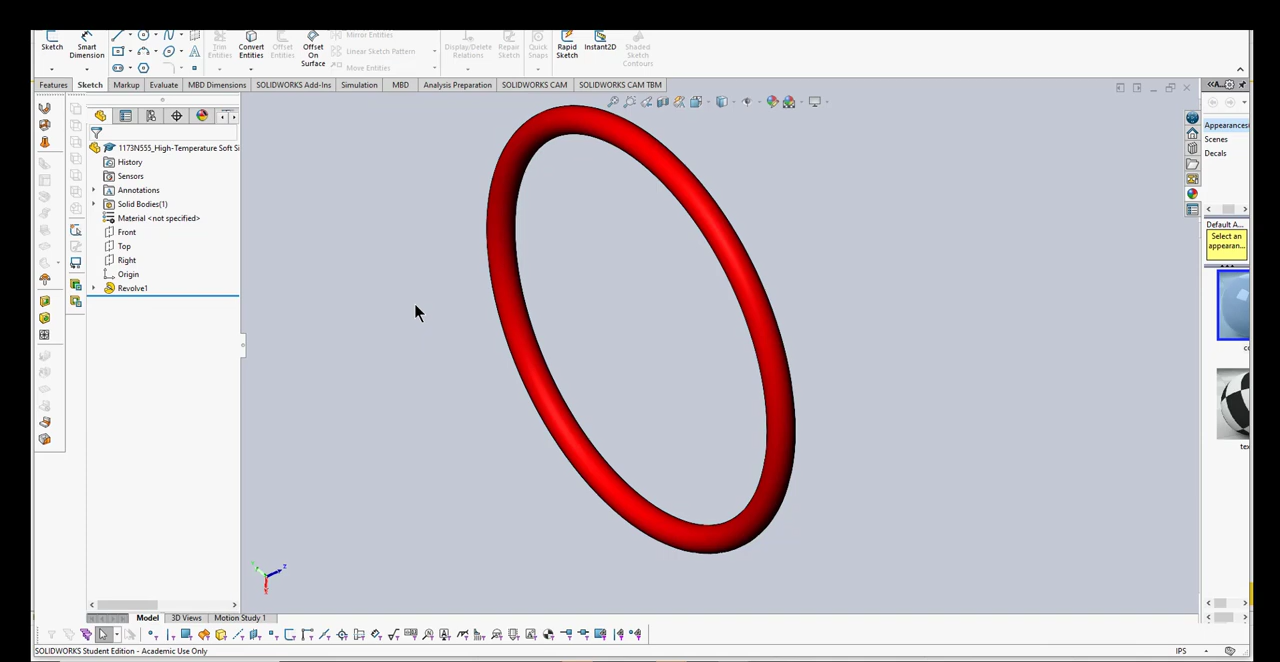 Mirror Entities
Sketch Smart Dimension Trim Entities Convert Entities Offset Entities Offset On Surface Linear Sketch Pattern Display/Delete Relations Repair Sketch Quick Snaps Rapid Sketch Instant2D Shaded Sketch Contours
Move Entities
Features Sketch Markup Evaluate MBD Dimensions SOLIDWORKS Add-Ins Simulation MBD Analysis Preparation SOLIDWORKS CAM SOLIDWORKS CAM TBM
1173N555_High-Temperature Soft Si
History
Sensors
Annotations
Solid Bodies(1)
Material <not specified>
Front
Top
Right
Origin
Revolve1
Appearances
Scenes
Decals
Default A...
Select an
appearan...
Model 3D Views Motion Study 1
SOLIDWORKS Student Edition - Academic Use Only
IPS